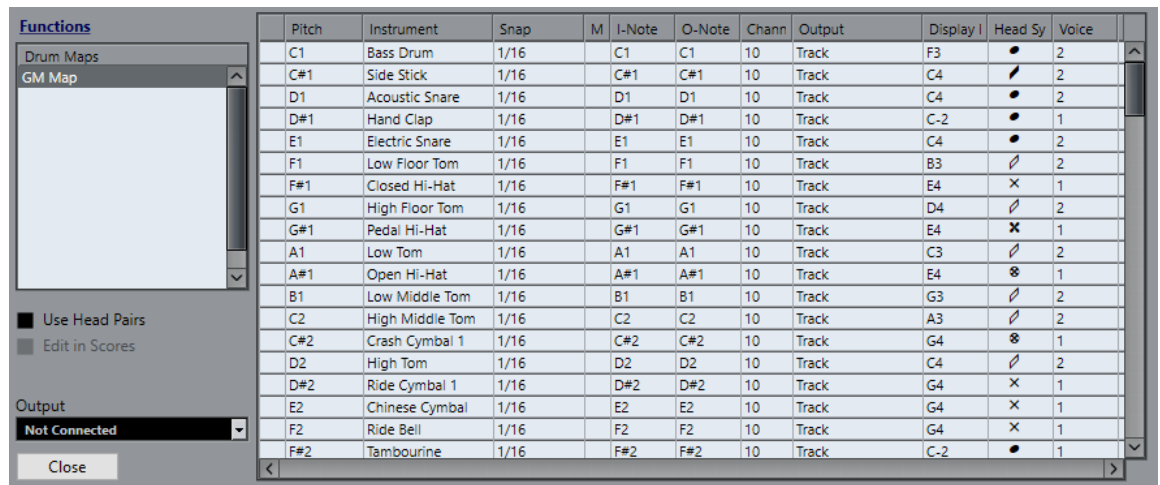 Functions
Drum Maps
GM Map
Use Head Pairs
Edit in Scores
Output
Not Connected
Close
Pitch Instrument Snap M I-Note O-Note Chann Output Display I Head Sy Voice
C1 Bass Drum 1/16 C1 C1 10 Track F3 2
C#1 Side Stick 1/16 C#1 C#1 10 Track C4 2
D1 Acoustic Snare 1/16 D1 D1 10 Track C4 2
D#1 Hand Clap 1/16 D#1 D#1 10 Track C-2 1
E1 Electric Snare 1/16 E1 E1 10 Track C4 2
F1 Low Floor Tom 1/16 F1 F1 10 Track B3 2
F#1 Closed Hi-Hat 1/16 F#1 F#1 10 Track E4 1
G1 High Floor Tom 1/16 G1 G1 10 Track D4 2
G#1 Pedal Hi-Hat 1/16 G#1 G#1 10 Track E4 1
A1 Low Tom 1/16 A1 A1 10 Track C3 2
A#1 Open Hi-Hat 1/16 A#1 A#1 10 Track E4 1
B1 Low Middle Tom 1/16 B1 B1 10 Track G3 2
C2 High Middle Tom 1/16 C2 C2 10 Track A3 2
C#2 Crash Cymbal 1 1/16 C#2 C#2 10 Track G4 1
D2 High Tom 1/16 D2 D2 10 Track C4 2
D#2 Ride Cymbal 1 1/16 D#2 D#2 10 Track G4 1
E2 Chinese Cymbal 1/16 E2 E2 10 Track G4 1
F2 Ride Bell 1/16 F2 F2 10 Track G4 1
F#2 Tambourine 1/16 F#2 F#2 10 Track C-2 1